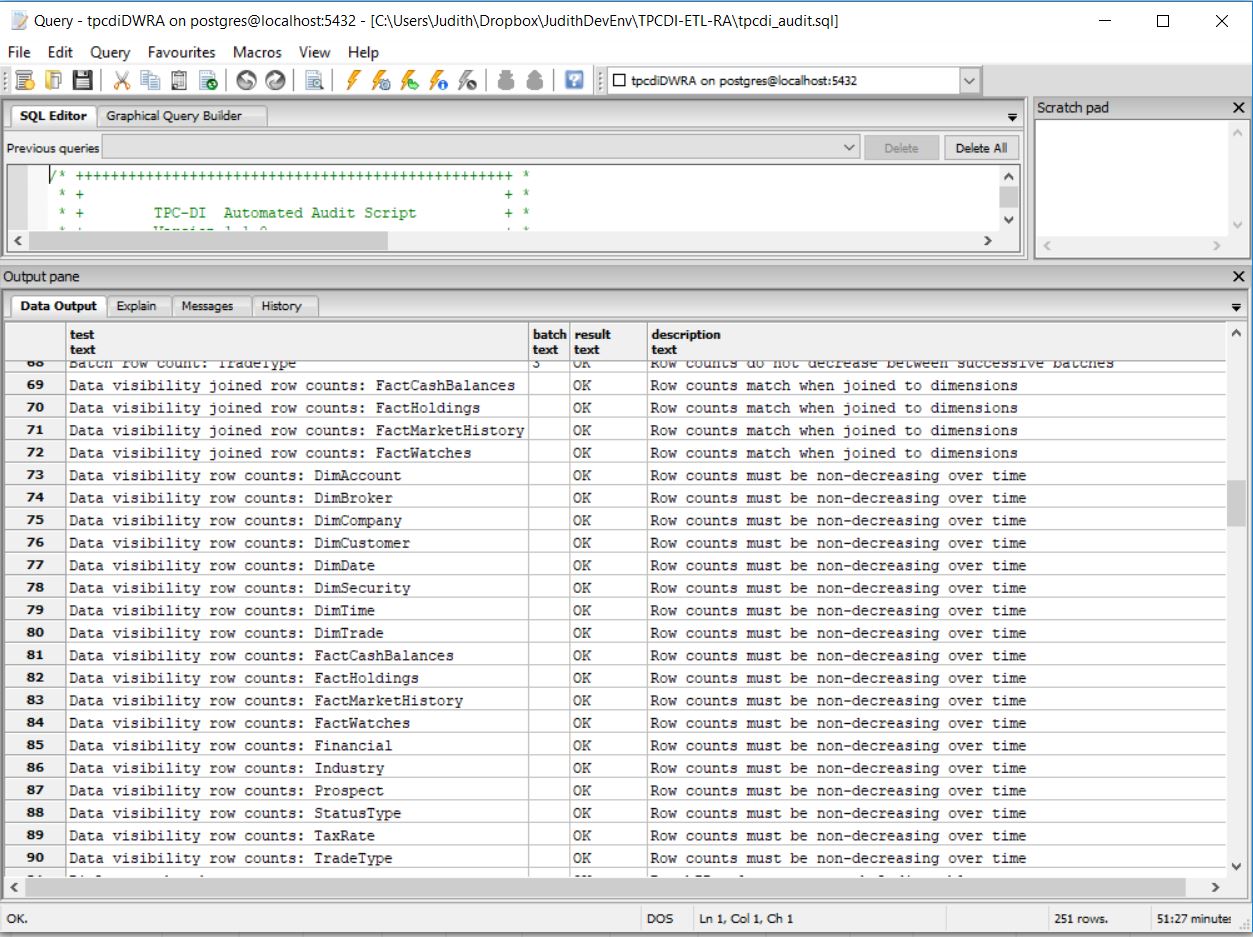 Query - tpcdiDWRA on postgres@localhost:5432 - [C:\Users\Judith\Dropbox\JudithDevEnv\TPCDI-ETL-RA\tpcdi_audit.sql]
File Edit Query Favourites Macros View Help
tpcdiDWRA on postgres@localhost:5432
SQL Editor Graphical Query Builder
Scratch pad
Previous queries Delete Delete All
/* ++++++++++++++++++++++++++++++++++++++++++++++++++ *
* + + *
* + TPC-DI Automated Audit Script + *
* + Version 1.1.0
Output pane
Data Output Explain Messages History
test batch result description
text text text text
68 Batch row count: TradeType 3 OK Row counts do not decrease between successive batches
69 Data visibility joined row counts: FactCashBalances OK Row counts match when joined to dimensions
70 Data visibility joined row counts: FactHoldings OK Row counts match when joined to dimensions
71 Data visibility joined row counts: FactMarketHistory OK Row counts match when joined to dimensions
72 Data visibility joined row counts: FactWatches OK Row counts match when joined to dimensions
73 Data visibility row counts: DimAccount OK Row counts must be non-decreasing over time
74 Data visibility row counts: DimBroker OK Row counts must be non-decreasing over time
75 Data visibility row counts: DimCompany OK Row counts must be non-decreasing over time
76 Data visibility row counts: DimCustomer OK Row counts must be non-decreasing over time
77 Data visibility row counts: DimDate OK Row counts must be non-decreasing over time
78 Data visibility row counts: DimSecurity OK Row counts must be non-decreasing over time
79 Data visibility row counts: DimTime OK Row counts must be non-decreasing over time
80 Data visibility row counts: DimTrade OK Row counts must be non-decreasing over time
81 Data visibility row counts: FactCashBalances OK Row counts must be non-decreasing over time
82 Data visibility row counts: FactHoldings OK Row counts must be non-decreasing over time
83 Data visibility row counts: FactMarketHistory OK Row counts must be non-decreasing over time
84 Data visibility row counts: FactWatches OK Row counts must be non-decreasing over time
85 Data visibility row counts: Financial OK Row counts must be non-decreasing over time
86 Data visibility row counts: Industry OK Row counts must be non-decreasing over time
87 Data visibility row counts: Prospect OK Row counts must be non-decreasing over time
88 Data visibility row counts: StatusType OK Row counts must be non-decreasing over time
89 Data visibility row counts: TaxRate OK Row counts must be non-decreasing over time
90 Data visibility row counts: TradeType OK Row counts must be non-decreasing over time
OK. DOS Ln 1, Col 1, Ch 1 251 rows. 51:27 minutes